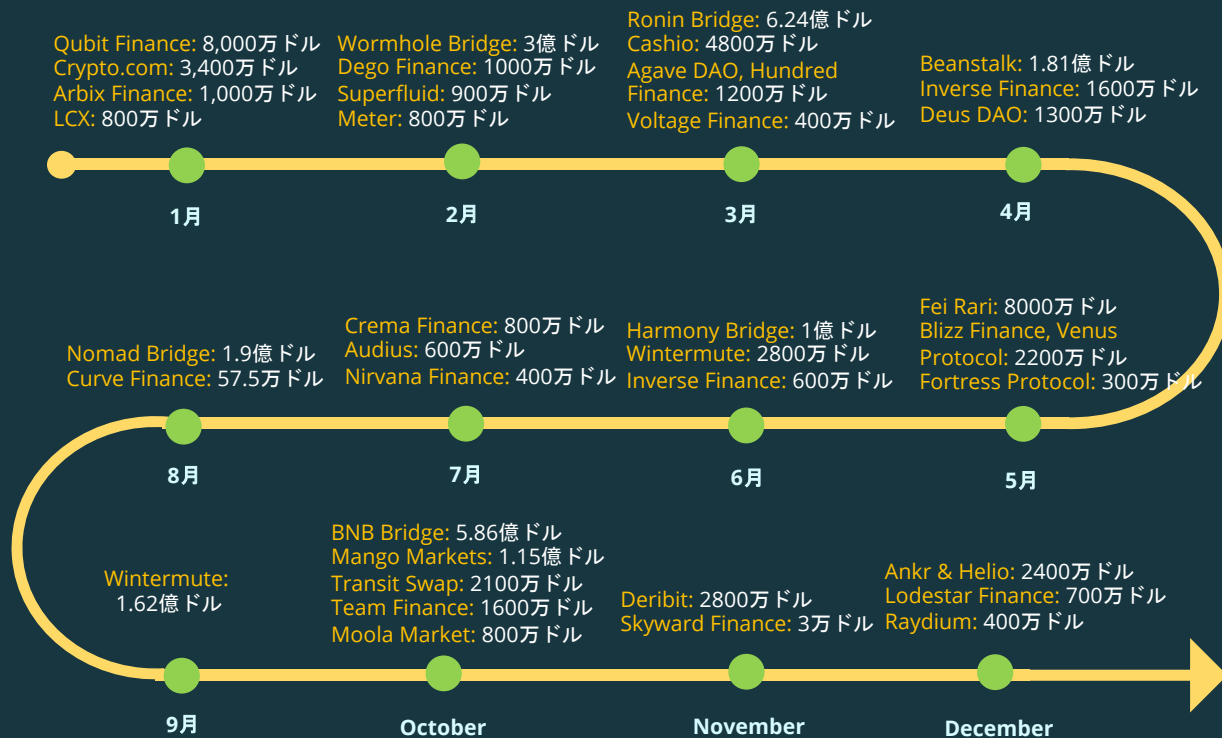 Qubit Finance: 8,000万ドル
Crypto.com: 3,400万ドル
Arbix Finance: 1,000万ドル
LCX: 800万ドル
Wormhole Bridge: 3億ドル
Dego Finance: 1000万ドル
Superfluid: 900万ドル
Meter: 800万ドル
Ronin Bridge: 6.24億ドル
Cashio: 4800万ドル
Agave DAO, Hundred
Finance: 1200万ドル
Voltage Finance: 400万ドル
Beanstalk: 1.81億ドル
Inverse Finance: 1600万ドル
Deus DAO: 1300万ドル
1月
2月
3月
4月
Nomad Bridge: 1.9億ドル
Curve Finance: 57.5万ドル
Crema Finance: 800万ドル
Audius: 600万ドル
Nirvana Finance: 400万ドル
Harmony Bridge: 1億ドル
Wintermute: 2800万ドル
Inverse Finance: 600万ドル
Fei Rari: 8000万ドル
Blizz Finance, Venus
Protocol: 2200万ドル
Fortress Protocol: 300万ドル
8月
7月
6月
5月
Wintermute:
1.62億ドル
BNB Bridge: 5.86億ドル
Mango Markets: 1.15億ドル
Transit Swap: 2100万ドル
Team Finance: 1600万ドル
Moola Market: 800万ドル
Deribit: 2800万ドル
Skyward Finance: 3万ドル
Ankr & Helio: 2400万ドル
Lodestar Finance: 700万ドル
Raydium: 400万ドル
9月
October
November
December